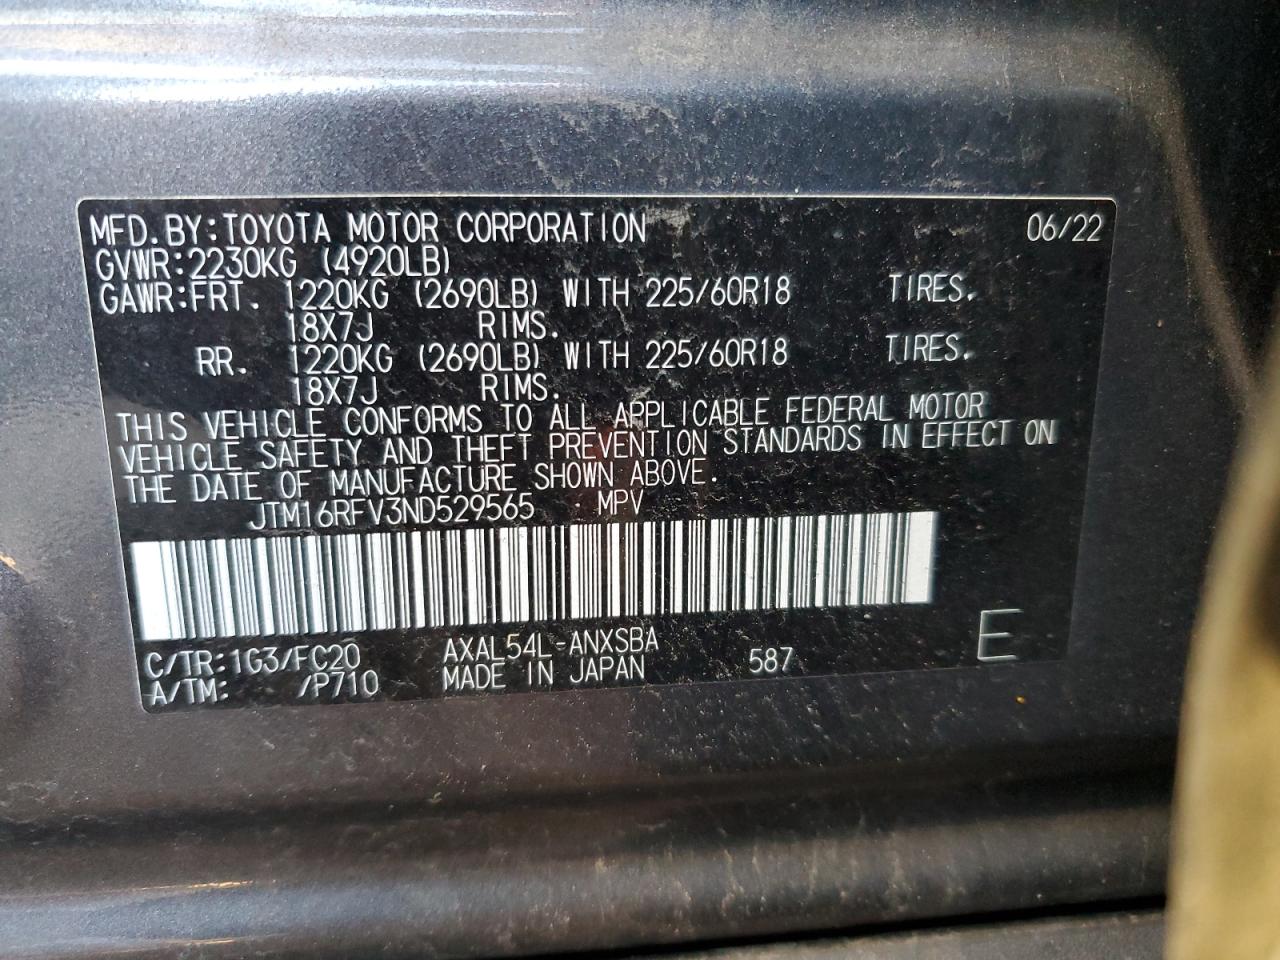 MFD.BY:TOYOTA MOTOR CORPORATION 06/22
GVWR:2230KG (4920LB)
GAWR:FRT. 1220KG (2690LB) WITH 225/60R18 TIRES.
18X7J RIMS.
RR. 1220KG (2690LB) WITH 225/60R18 TIRES.
18X7J RIMS.
THIS VEHICLE CONFORMS TO ALL APPLICABLE FEDERAL MOTOR
VEHICLE SAFETY AND THEFT PREVENTION STANDARDS IN EFFECT ON
THE DATE OF MANUFACTURE SHOWN ABOVE.
JTM16RFV3ND529565 MPV
C/TR:1G3/FC20 AXAL54L-ANXSBA 587 E
A/TM: /P710 MADE IN JAPAN